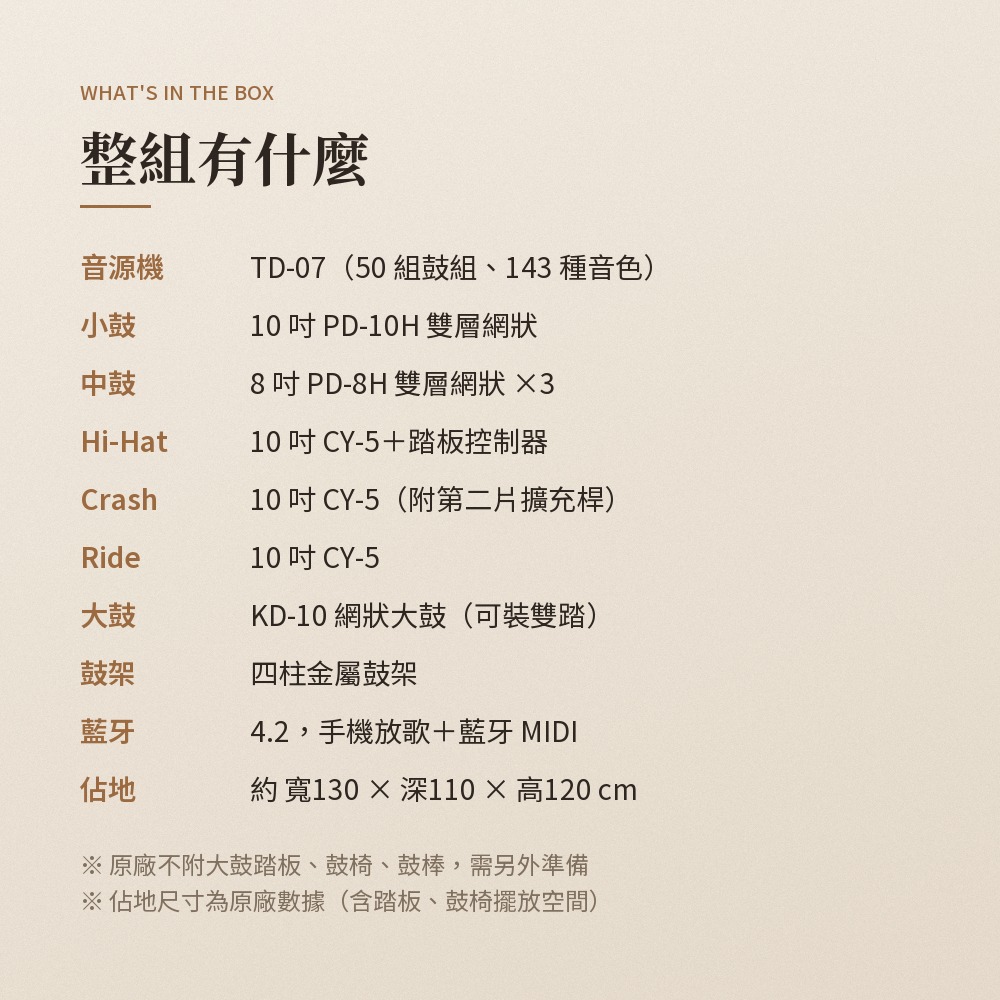 WHAT'S IN THE BOX
整組有什麼
音源機 TD-07（50 組鼓組、143 種音色）
小鼓 10 吋 PD-10H 雙層網狀
中鼓 8 吋 PD-8H 雙層網狀 ×3
Hi-Hat 10 吋 CY-5＋踏板控制器
Crash 10 吋 CY-5（附第二片擴充桿）
Ride 10 吋 CY-5
大鼓 KD-10 網狀大鼓（可裝雙踏）
鼓架 四柱金屬鼓架
藍牙 4.2，手機放歌＋藍牙 MIDI
佔地 約 寬130 × 深110 × 高120 cm
※ 原廠不附大鼓踏板、鼓椅、鼓棒，需另外準備
※ 佔地尺寸為原廠數據（含踏板、鼓椅擺放空間）